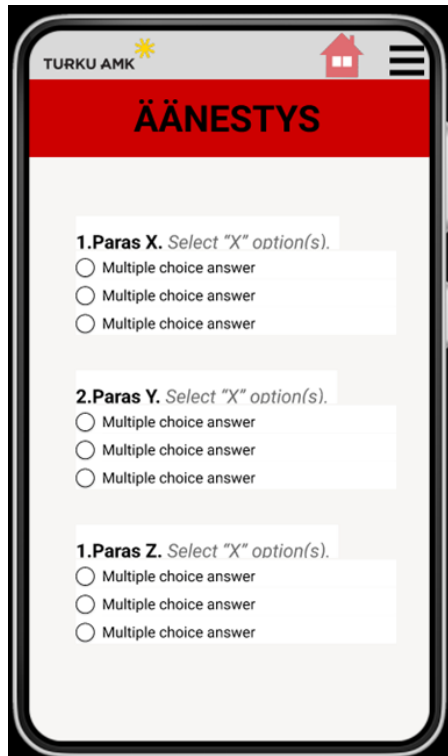 TURKU AMK
ÄÄNESTYS
1.Paras X. Select "X" option(s).
Multiple choice answer
Multiple choice answer
Multiple choice answer
2.Paras Y. Select "X" option(s).
Multiple choice answer
Multiple choice answer
Multiple choice answer
1.Paras Z. Select "X" option(s).
Multiple choice answer
Multiple choice answer
Multiple choice answer